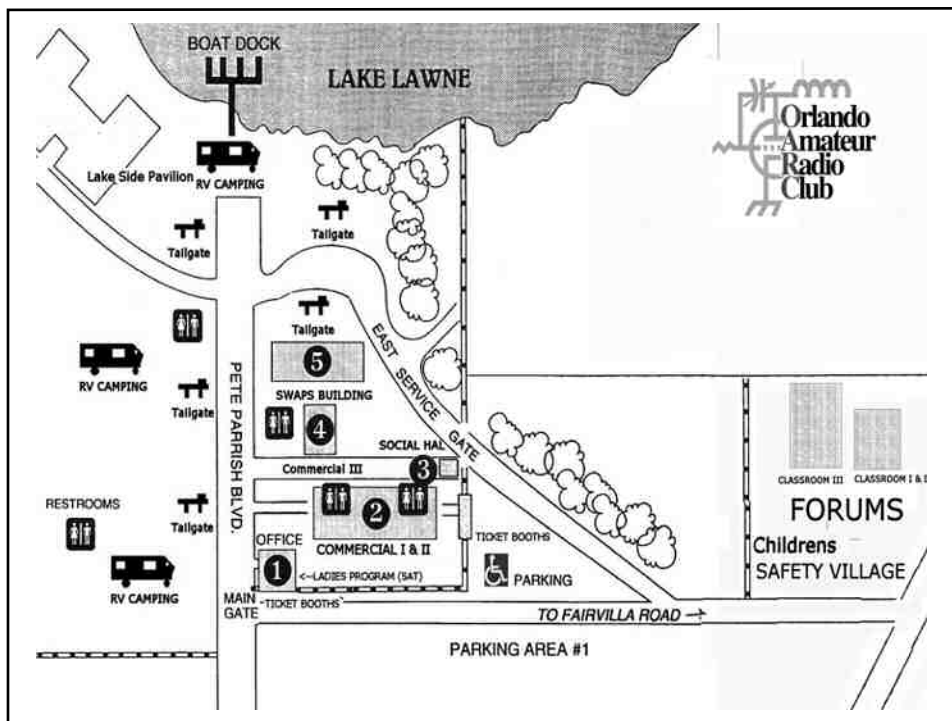 BOAT DOCK
LAKE LAWNE
Orlando
Amateur
Radio
Club
Lake Side Pavilion
RV CAMPING
Tailgate
Tailgate
Tailgate
EAST SERVICE GATE
RV CAMPING
5
SWAPS BUILDING
PETE PARRISH BLVD.
Tailgate
4
SOCIAL HAL
3
Commercial III
CLASSROOM III
CLASSROOM I & I
RESTROOMS
Tailgate
2
FORUMS
OFFICE
COMMERCIAL I & II
TICKET BOOTHS
Childrens
SAFETY VILLAGE
1
<--LADIES PROGRAM (SAT)
PARKING
RV CAMPING
MAIN
GATE
TICKET BOOTHS
TO FAIRVILLA ROAD
PARKING AREA #1